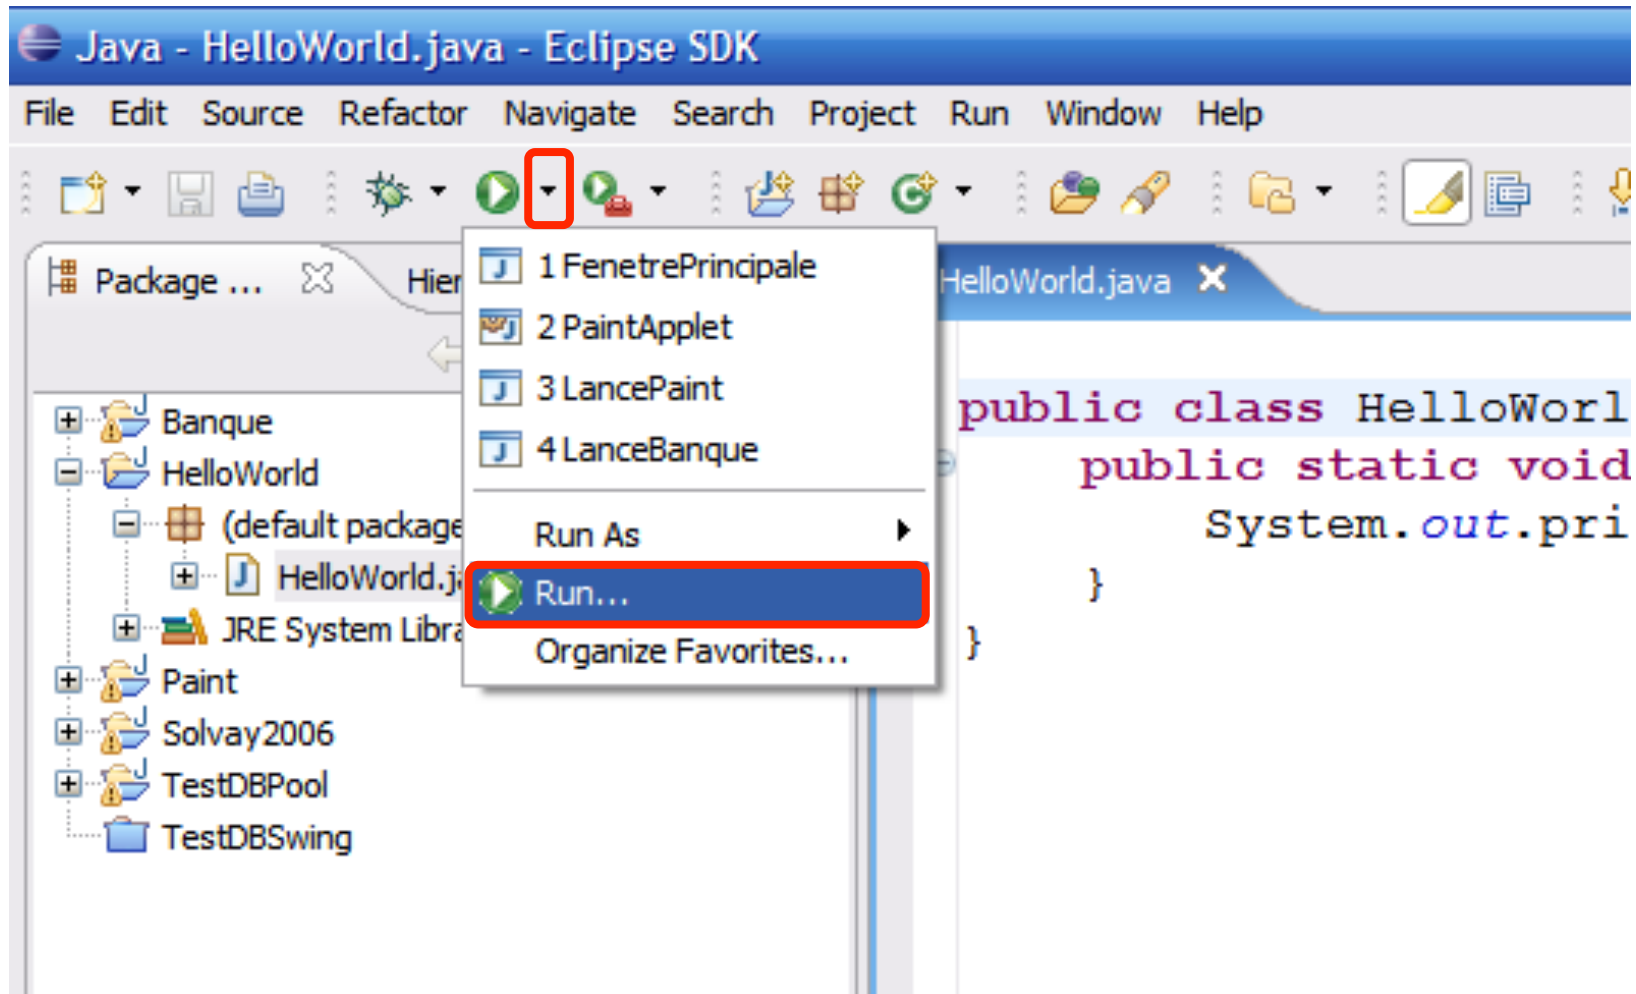 Java - HelloWorld.java - Eclipse SDK
File Edit Source Refactor Navigate Search Project Run Window Help
Package ... Hier
HelloWorld.java
1 FenetrePrincipale
2 PaintApplet
3 LancePaint
4 LanceBanque
Run As
Run...
Organize Favorites...
Banque
HelloWorld
(default package
HelloWorld.j
JRE System Libra
Paint
Solvay2006
TestDBPool
TestDBSwing
public class HelloWorl
public static void
System.out.pri
}
}